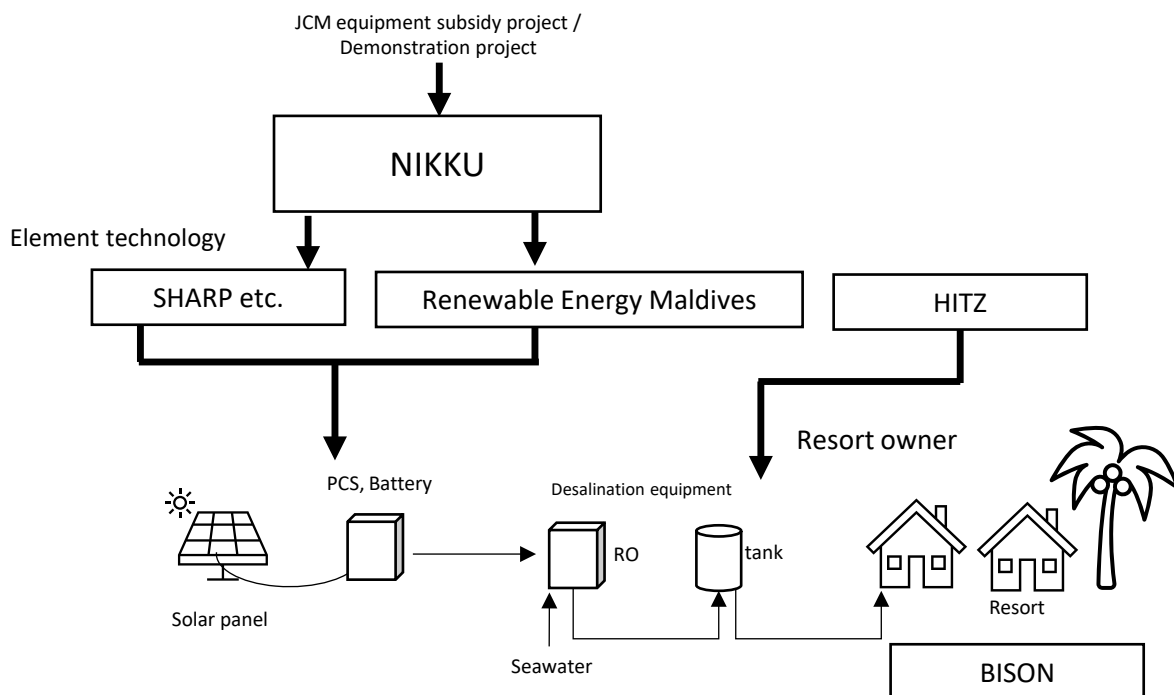 JCM equipment subsidy project /
Demonstration project
NIKKU
Element technology
SHARP etc.
Renewable Energy Maldives
HITZ
Resort owner
PCS, Battery
Desalination equipment
RO
tank
Solar panel
Resort
Seawater
BISON